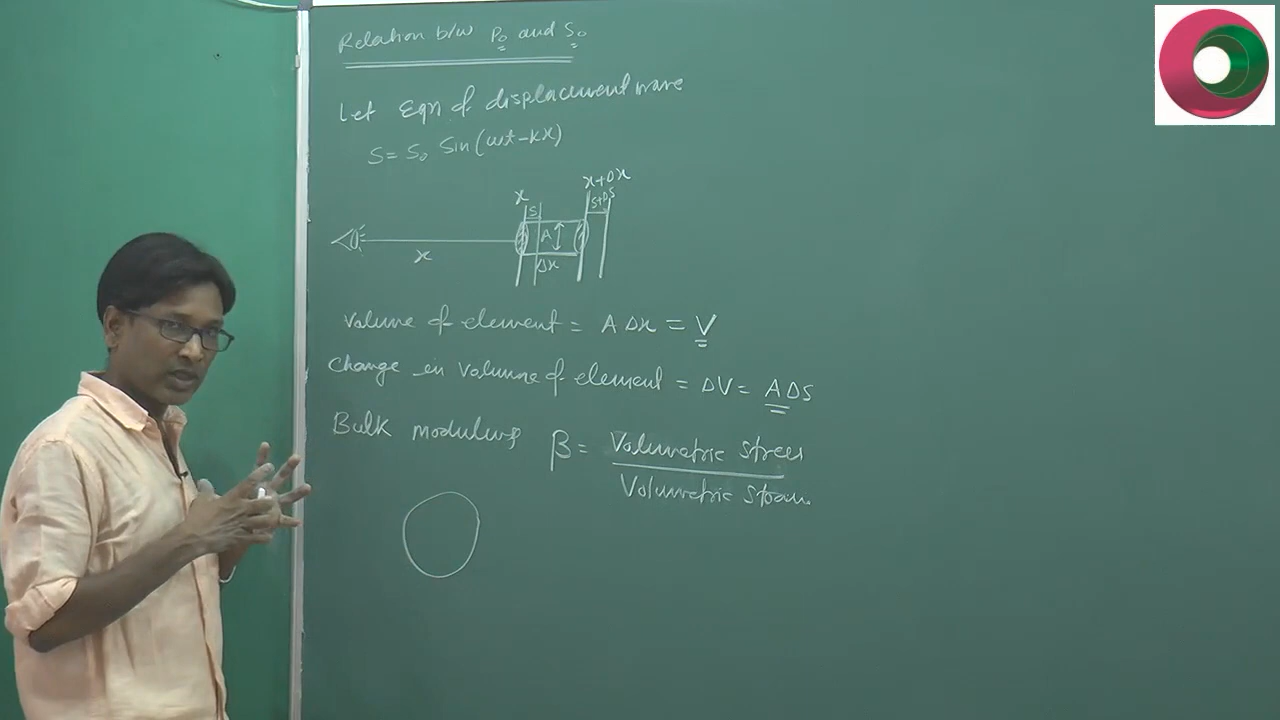 Relation b/w P₀ and S₀
Let Eqn of displacement wave
S = S₀ Sin(ωt - kx)
x+Δx
x
S+ΔS
S
A
x
Δx
Volume of element = A Δx = V
Change in volume of element = ΔV = A ΔS
Bulk modulus β = Volumetric stress
Volumetric strain